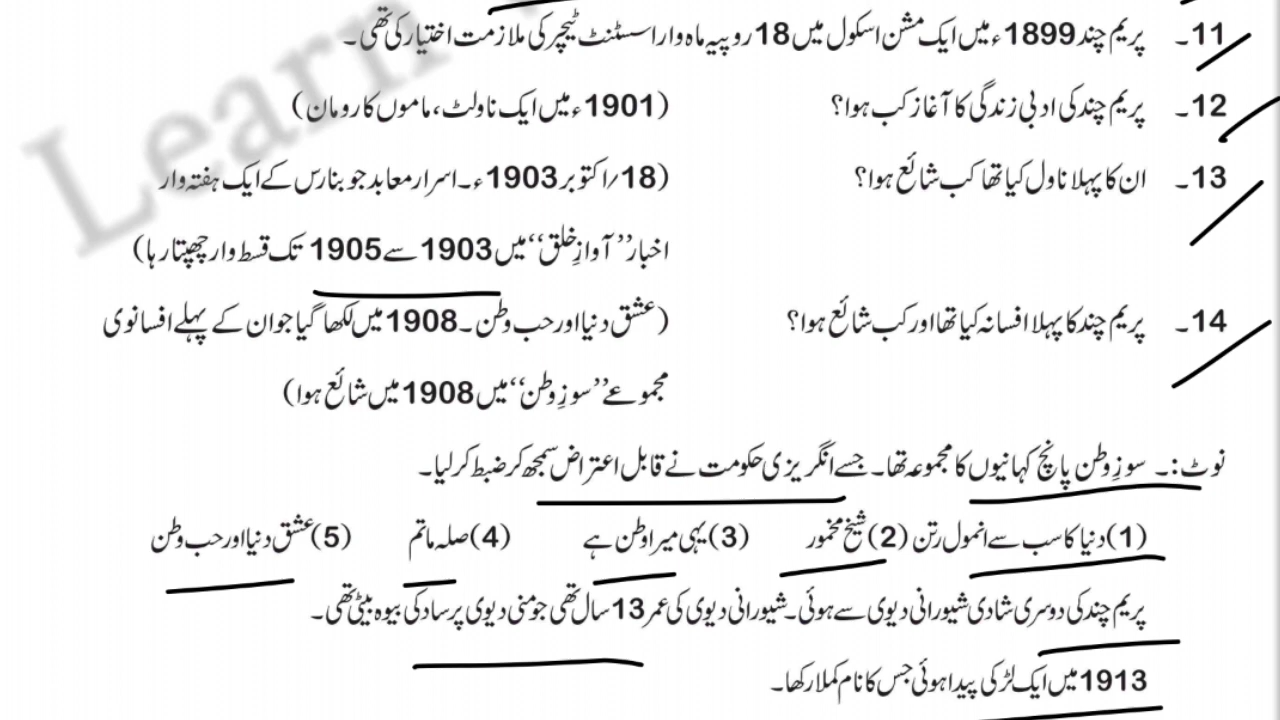 11۔ پریم چند 1899ء میں ایک مشن اسکول میں 18 روپیہ ماہ وار اسسٹنٹ ٹیچر کی ملازمت اختیار کی تھی۔
12۔ پریم چند کی ادبی زندگی کا آغاز کب ہوا؟ (1901ء میں ایک ناولٹ، ماموں کا رومان)
13۔ ان کا پہلا ناول کیا تھا کب شائع ہوا؟ (18/اکتوبر 1903ء۔ اسرار معابد جو بنارس کے ایک ہفتہ وار
اخبار ”آوازِ خلق“ میں 1903 سے 1905 تک قسط وار چھپتا رہا)
14۔ پریم چند کا پہلا افسانہ کیا تھا اور کب شائع ہوا؟ (عشق دنیا اور حب وطن۔ 1908 میں لکھا گیا جو ان کے پہلے افسانوی
مجموعے ”سوزِ وطن“ میں 1908 میں شائع ہوا)
نوٹ:۔ سوزِ وطن پانچ کہانیوں کا مجموعہ تھا۔ جسے انگریزی حکومت نے قابل اعتراض سمجھ کر ضبط کر لیا۔
(1) دنیا کا سب سے انمول رتن (2) شیخ مخمور (3) یہی میرا وطن ہے (4) صلہ ماتم (5) عشق دنیا اور حب وطن
پریم چند کی دوسری شادی شیورانی دیوی سے ہوئی۔ شیورانی دیوی کی عمر 13 سال تھی جو منی دیوی پرساد کی بیوہ بیٹی تھی۔
1913 میں ایک لڑکی پیدا ہوئی جس کا نام کملا رکھا۔
Learn